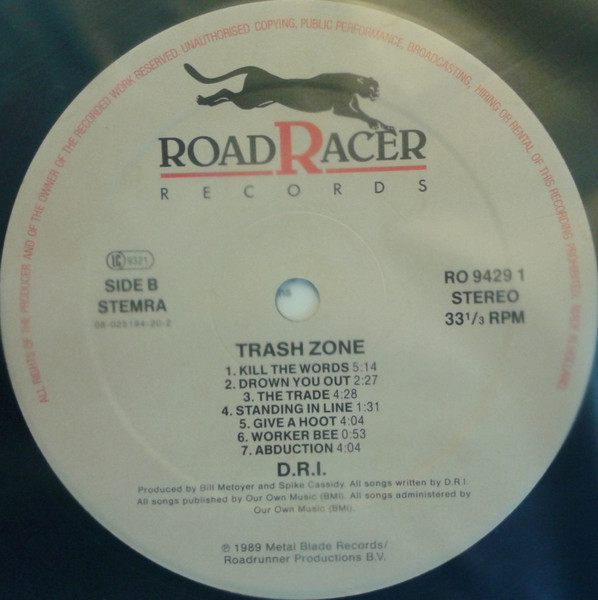 ALL RIGHTS OF THE PRODUCER AND OF THE OWNER OF THE RECORDED WORK RESERVED. UNAUTHORISED COPYING, PUBLIC PERFORMANCE, BROADCASTING, HIRING OR RENTAL OF THIS RECORDING PROHIBITED
ROADRACER
RECORDS
LC 9321
SIDE B
STEMRA
08-025194-20-2
RO 9429 1
STEREO
33 1/3 RPM
TRASH ZONE
1. KILL THE WORDS 5:14
2. DROWN YOU OUT 2:27
3. THE TRADE 4:28
4. STANDING IN LINE 1:31
5. GIVE A HOOT 4:04
6. WORKER BEE 0:53
7. ABDUCTION 4:04
D.R.I.
Produced by Bill Metoyer and Spike Cassidy. All songs written by D.R.I.
All songs published by Our Own Music (BMI). All songs administered by
Our Own Music (BMI).
℗ 1989 Metal Blade Records/
Roadrunner Productions B.V.